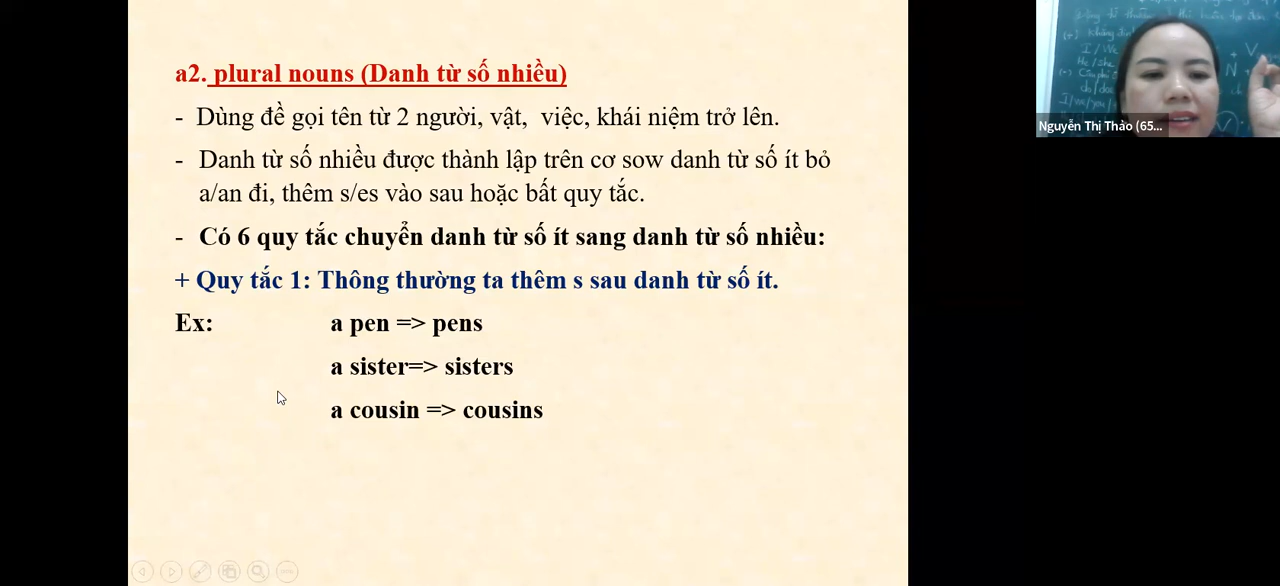 a2. plural nouns (Danh từ số nhiều)
- Dùng để gọi tên từ 2 người, vật, việc, khái niệm trở lên.
- Danh từ số nhiều được thành lập trên cơ sow danh từ số ít bỏ
a/an đi, thêm s/es vào sau hoặc bất quy tắc.
- Có 6 quy tắc chuyển danh từ số ít sang danh từ số nhiều:
+ Quy tắc 1: Thông thường ta thêm s sau danh từ số ít.
Ex: a pen => pens
a sister=> sisters
a cousin => cousins
I / We
He / she
Nguyễn Thị Thảo (65...